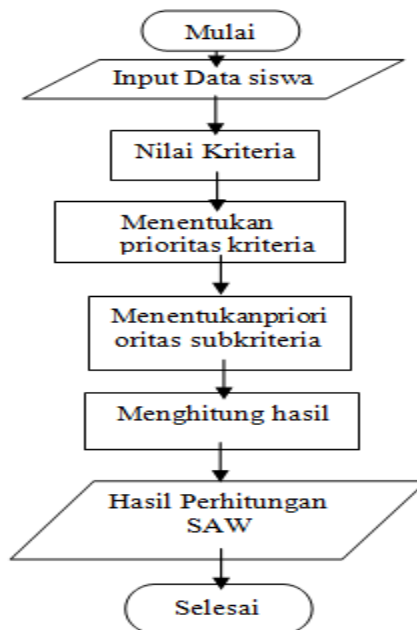 Mulai
Input Data siswa
Nilai Kriteria
Menentukan
prioritas kriteria
Menentukanpriori
oritas subkriteria
Menghitung hasil
Hasil Perhitungan
SAW
Selesai